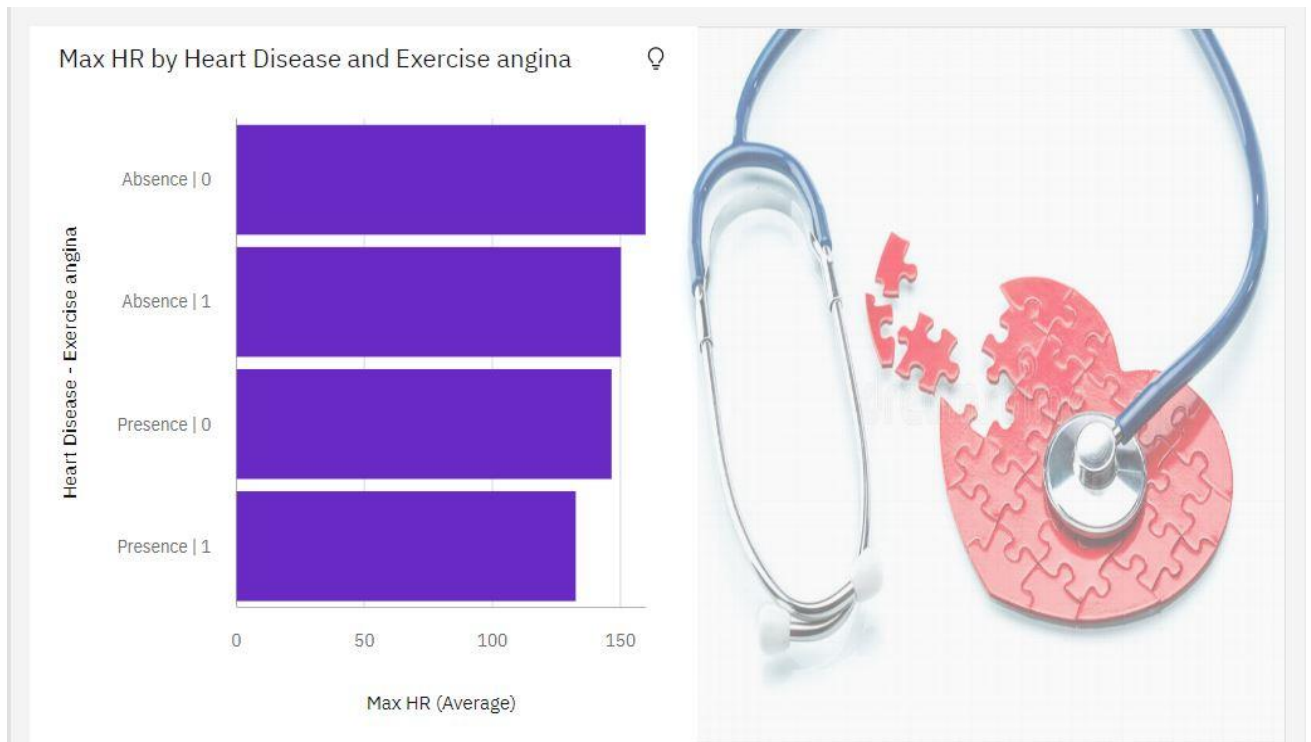 Max HR by Heart Disease and Exercise angina
Heart Disease - Exercise angina
Absence | 0
Absence | 1
Presence | 0
Presence | 1
0 50 100 150
Max HR (Average)